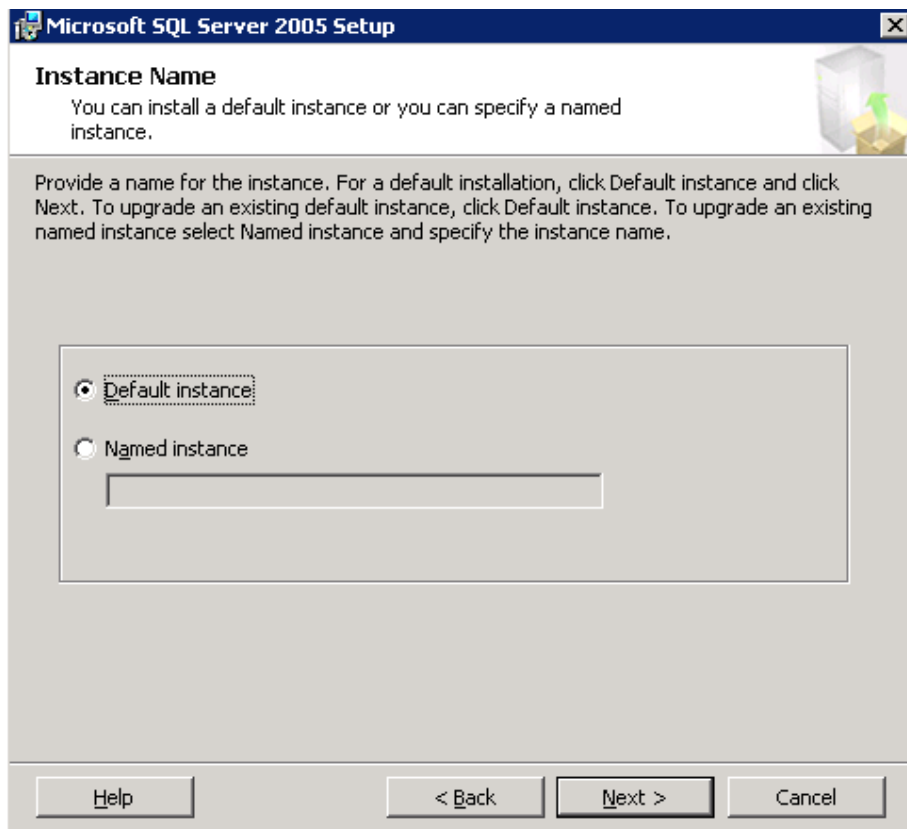 Microsoft SQL Server 2005 Setup
Instance Name
You can install a default instance or you can specify a named
instance.
Provide a name for the instance. For a default installation, click Default instance and click
Next. To upgrade an existing default instance, click Default instance. To upgrade an existing
named instance select Named instance and specify the instance name.
Default instance
Named instance
Help
< Back
Next >
Cancel